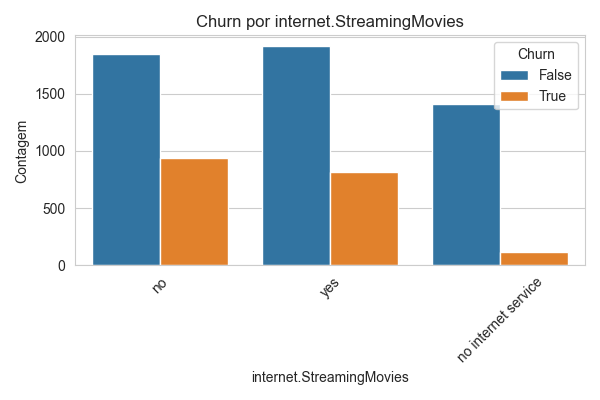 Churn por internet.StreamingMovies
Churn
False
True
Contagem
2000
1500
1000
500
0
no
yes
no internet service
internet.StreamingMovies